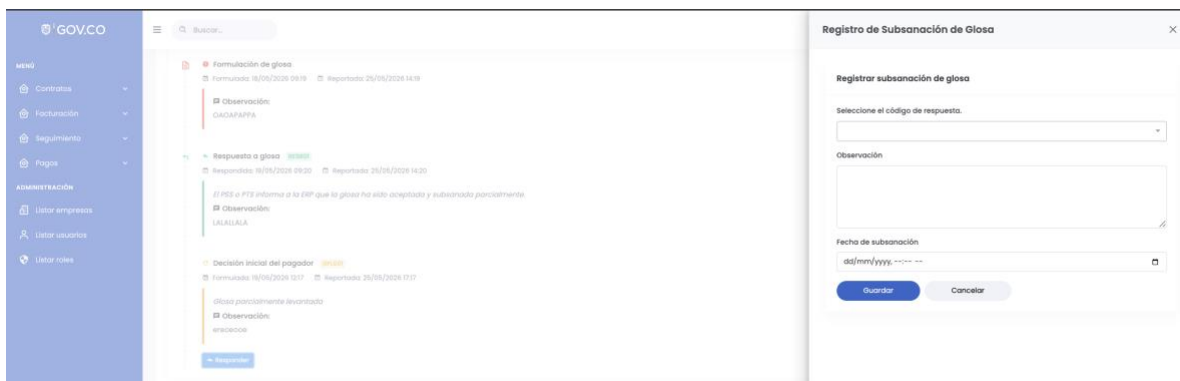 GOV.CO
Buscar...
Registro de Subsanación de Glosa
MENÚ
Contratos
Facturación
Seguimiento
Pagos
ADMINISTRACIÓN
Listar empresas
Listar usuarios
Listar roles
Formulación de glosa
Formulada: 18/05/2026 09:19 Reportada: 25/05/2026 14:19
Observación:
OAOAPAPPA
Respuesta a glosa
Respondida: 19/05/2026 09:20 Reportada: 25/05/2026 14:20
El PSS o PTS informa a la ERP que la glosa ha sido aceptada y subsanada parcialmente.
Observación:
LALALLALA
Decisión inicial del pagador
Formulada: 19/05/2026 12:17 Reportada: 25/05/2026 17:17
Glosa parcialmente levantada
Observación:
Responder
Registrar subsanación de glosa
Seleccione el código de respuesta.
Observación
Fecha de subsanación
dd/mm/yyyy, --:-- --
Guardar Cancelar